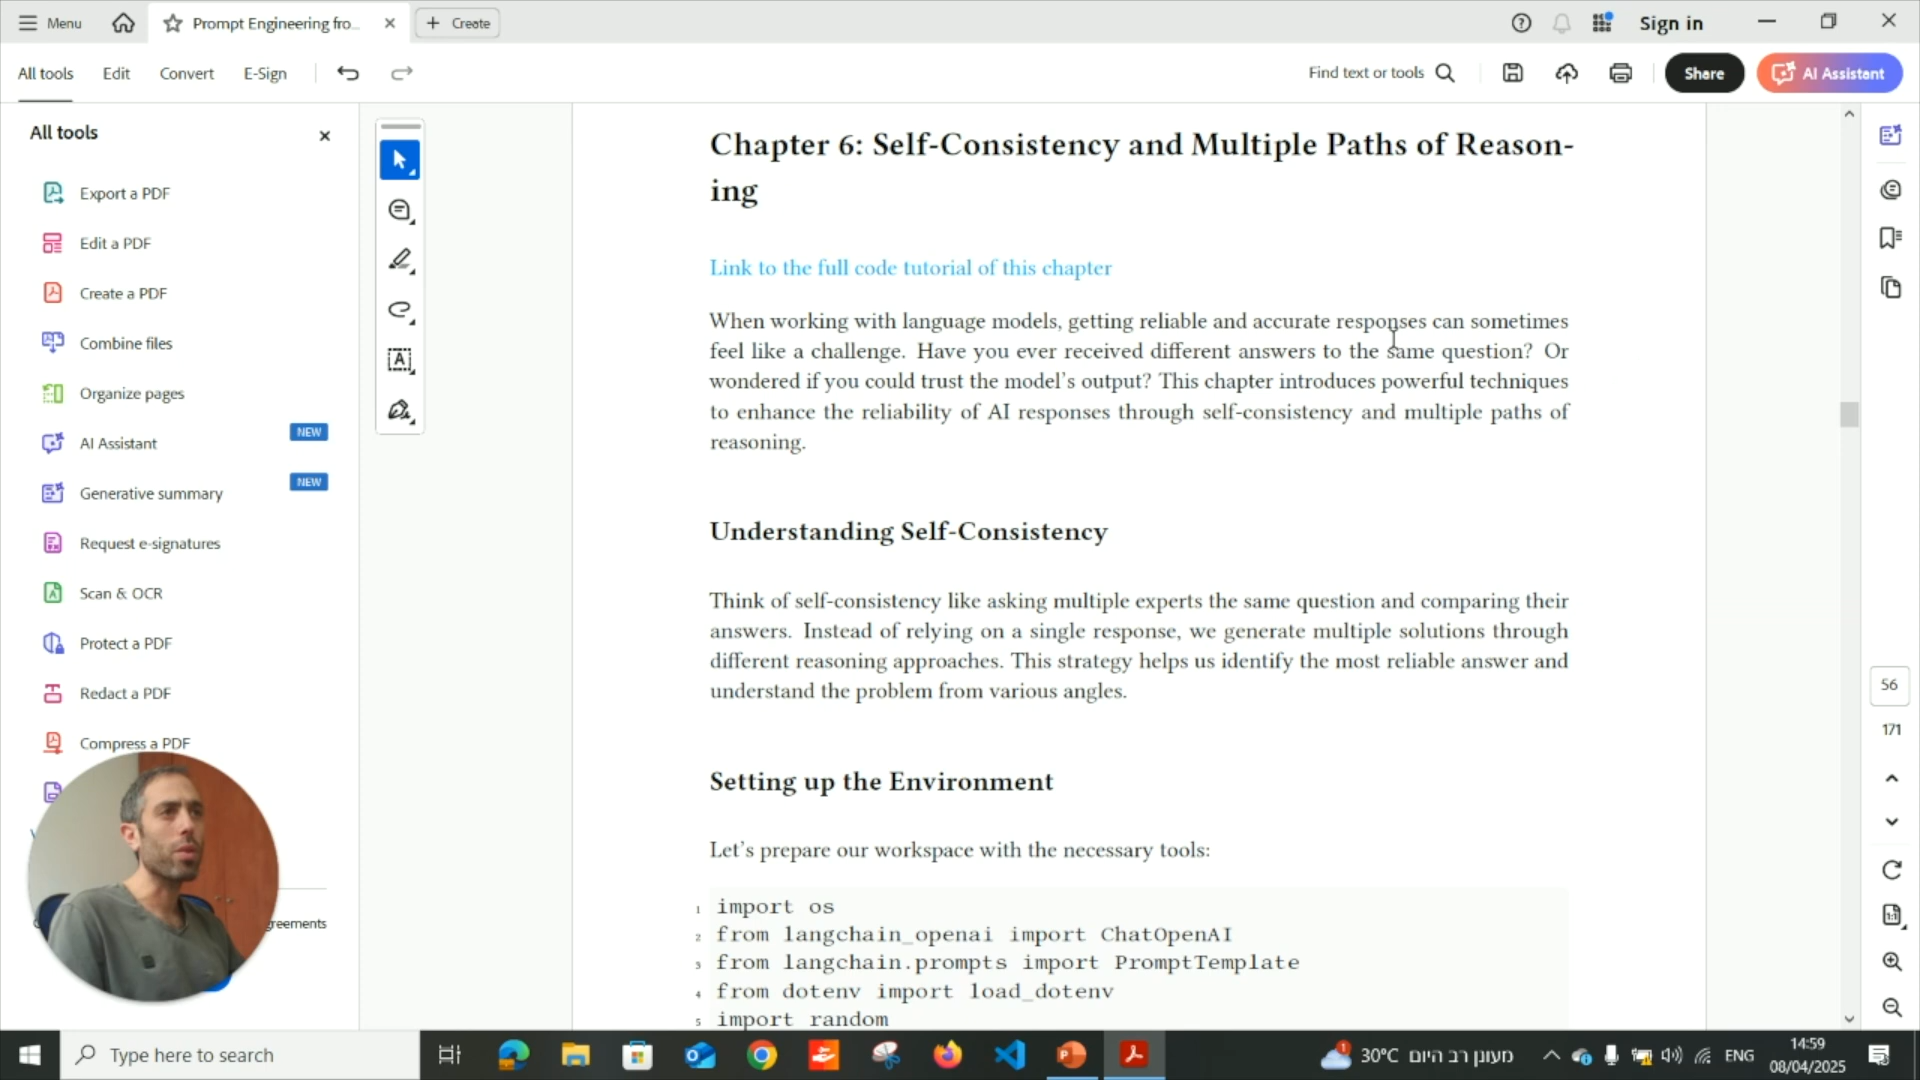 Menu
Prompt Engineering fro...
Create
Sign in
All tools
Edit
Convert
E-Sign
Find text or tools
Share
AI Assistant
All tools
Export a PDF
Edit a PDF
Create a PDF
Combine files
Organize pages
AI Assistant
NEW
Generative summary
NEW
Request e-signatures
Scan & OCR
Protect a PDF
Redact a PDF
Compress a PDF
greements
Chapter 6: Self-Consistency and Multiple Paths of Reason-
ing
Link to the full code tutorial of this chapter
When working with language models, getting reliable and accurate responses can sometimes
feel like a challenge. Have you ever received different answers to the same question? Or
wondered if you could trust the model's output? This chapter introduces powerful techniques
to enhance the reliability of AI responses through self-consistency and multiple paths of
reasoning.
Understanding Self-Consistency
Think of self-consistency like asking multiple experts the same question and comparing their
answers. Instead of relying on a single response, we generate multiple solutions through
different reasoning approaches. This strategy helps us identify the most reliable answer and
understand the problem from various angles.
Setting up the Environment
Let's prepare our workspace with the necessary tools:
1 import os
2 from langchain_openai import ChatOpenAI
3 from langchain.prompts import PromptTemplate
4 from dotenv import load_dotenv
5 import random
56
171
Type here to search
30°C מעונן רב היום
ENG
14:59
08/04/2025